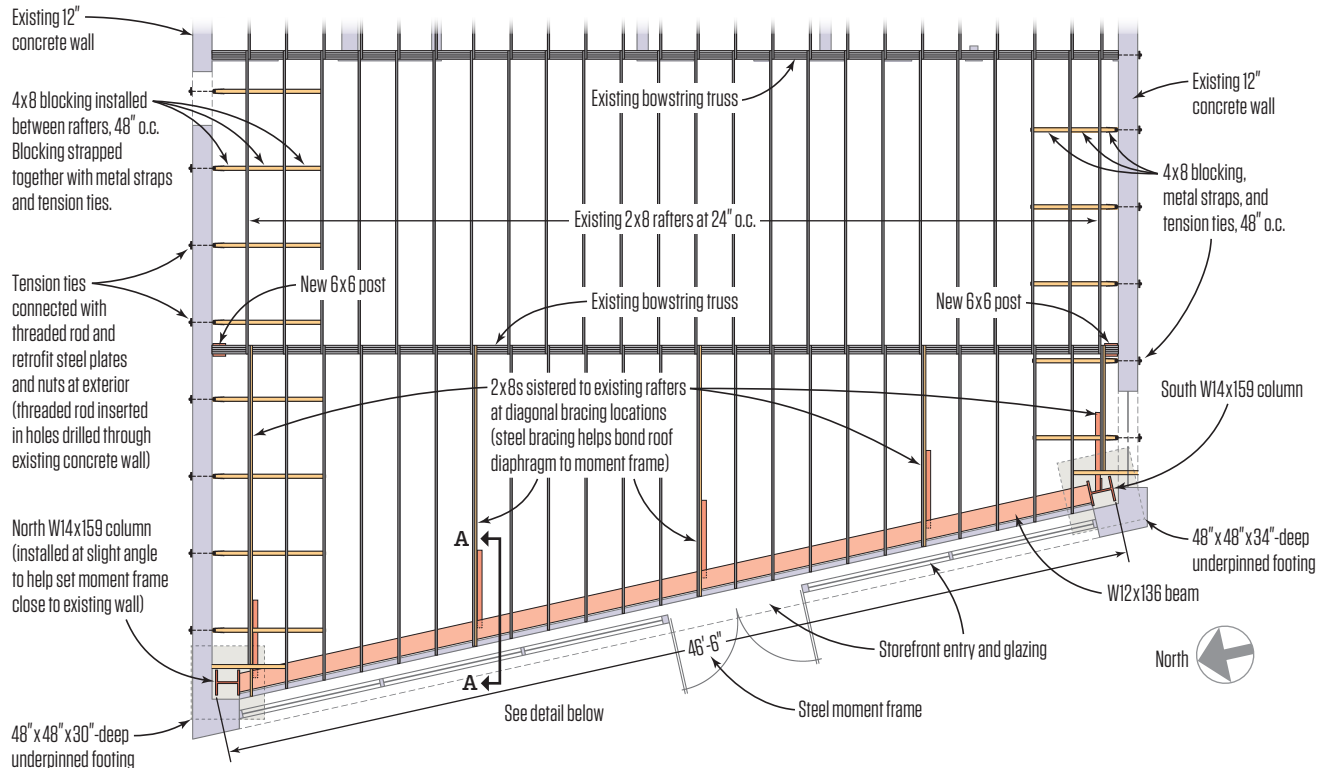 Existing 12"
concrete wall
4x8 blocking installed
between rafters, 48" o.c.
Blocking strapped
together with metal straps
and tension ties.
Tension ties
connected with
threaded rod and
retrofit steel plates
and nuts at exterior
(threaded rod inserted
in holes drilled through
existing concrete wall)
North W14x159 column
(installed at slight angle
to help set moment frame
close to existing wall)
48"x48"x30"-deep
underpinned footing
Existing bowstring truss
Existing 2x8 rafters at 24" o.c.
New 6x6 post
Existing bowstring truss
New 6x6 post
2x8s sistered to existing rafters
at diagonal bracing locations
(steel bracing helps bond roof
diaphragm to moment frame)
A
A
46'-6"
See detail below
Steel moment frame
Storefront entry and glazing
Existing 12"
concrete wall
4x8 blocking,
metal straps, and
tension ties, 48" o.c.
South W14x159 column
48"x48"x34"-deep
underpinned footing
W12x136 beam
North